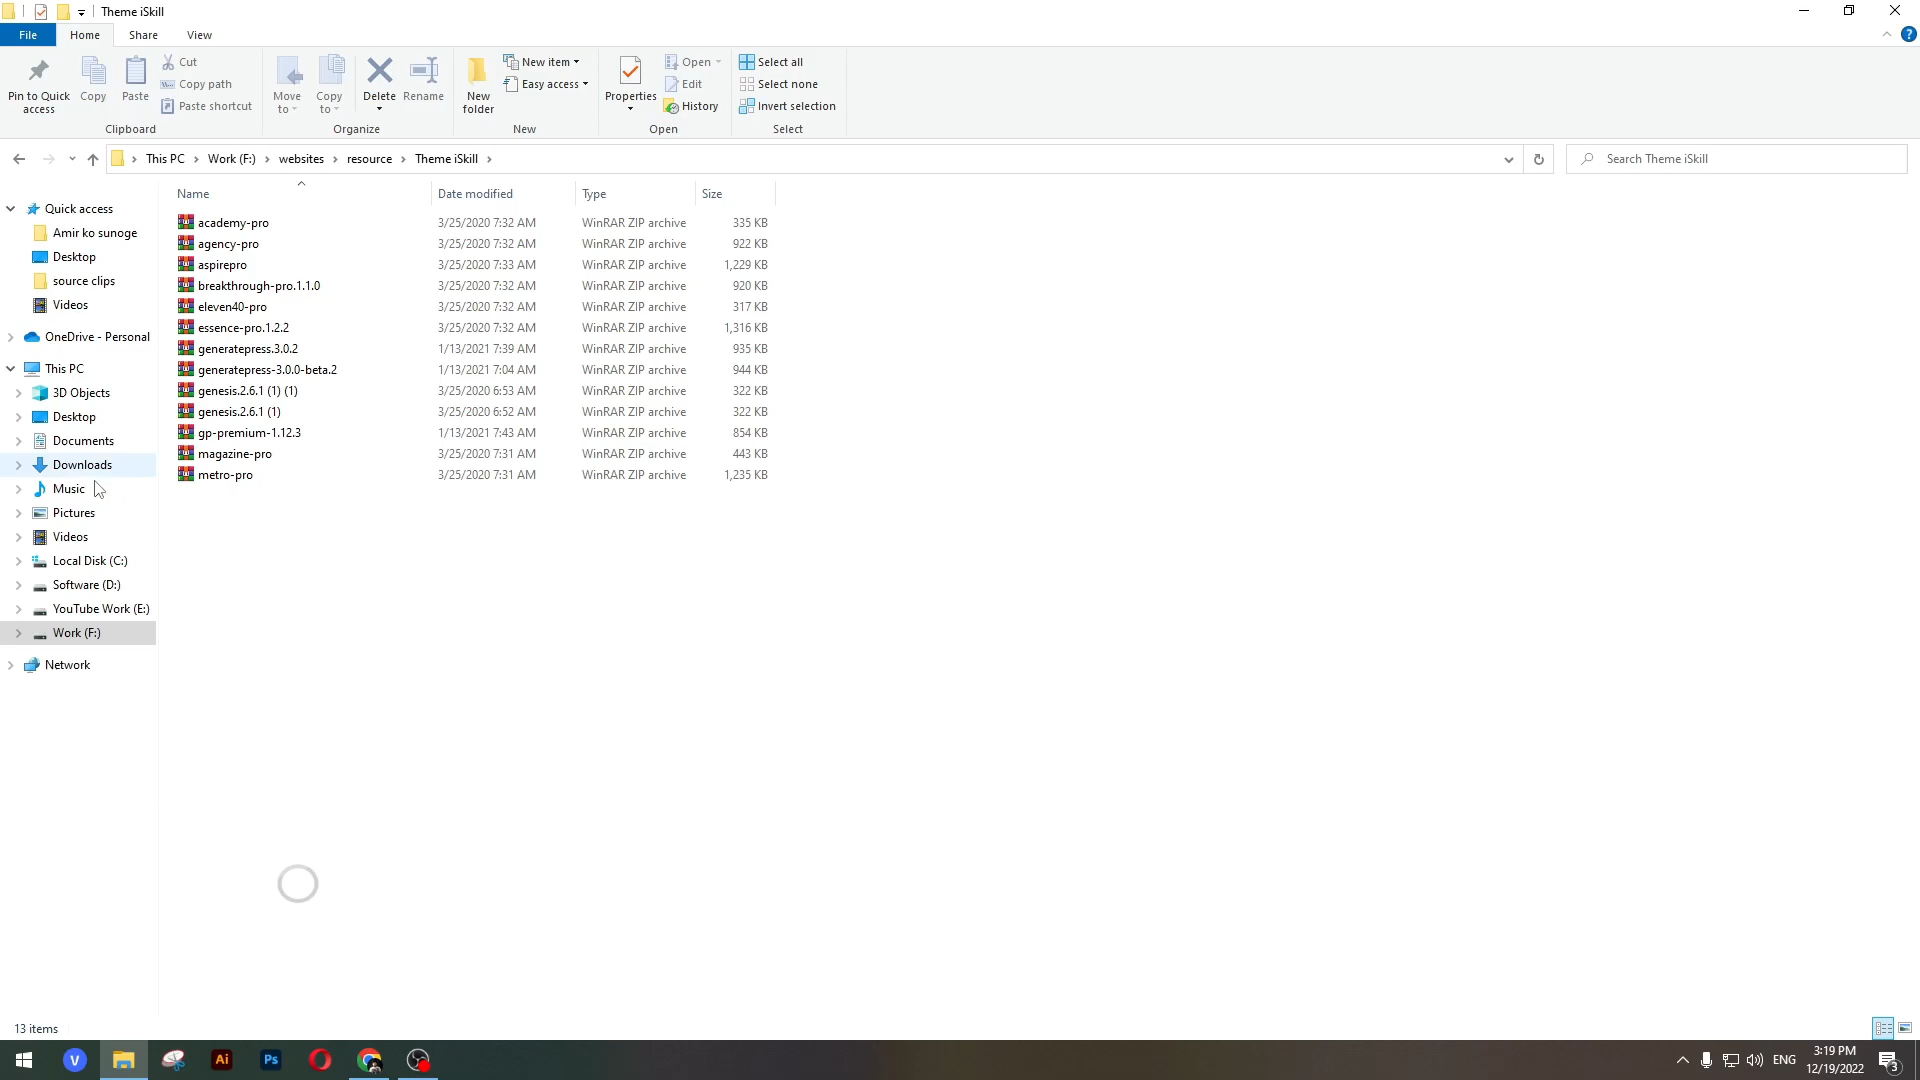 Theme iSkill
File Home Share View
Pin to Quick access
Copy
Paste
Cut
Copy path
Paste shortcut
Clipboard
Move to
Copy to
Delete
Rename
Organize
New folder
New item
Easy access
New
Properties
Open
Edit
History
Open
Select all
Select none
Invert selection
Select
This PC > Work (F:) > websites > resource > Theme iSkill >
Search Theme iSkill
Quick access
Amir ko sunoge
Desktop
source clips
Videos
OneDrive - Personal
This PC
3D Objects
Desktop
Documents
Downloads
Music
Pictures
Videos
Local Disk (C:)
Software (D:)
YouTube Work (E:)
Work (F:)
Network
Name Date modified Type Size
academy-pro 3/25/2020 7:32 AM WinRAR ZIP archive 335 KB
agency-pro 3/25/2020 7:32 AM WinRAR ZIP archive 922 KB
aspirepro 3/25/2020 7:33 AM WinRAR ZIP archive 1,229 KB
breakthrough-pro.1.1.0 3/25/2020 7:32 AM WinRAR ZIP archive 920 KB
eleven40-pro 3/25/2020 7:32 AM WinRAR ZIP archive 317 KB
essence-pro.1.2.2 3/25/2020 7:32 AM WinRAR ZIP archive 1,316 KB
generatepress.3.0.2 1/13/2021 7:39 AM WinRAR ZIP archive 935 KB
generatepress-3.0.0-beta.2 1/13/2021 7:04 AM WinRAR ZIP archive 944 KB
genesis.2.6.1 (1) (1) 3/25/2020 6:53 AM WinRAR ZIP archive 322 KB
genesis.2.6.1 (1) 3/25/2020 6:52 AM WinRAR ZIP archive 322 KB
gp-premium-1.12.3 1/13/2021 7:43 AM WinRAR ZIP archive 854 KB
magazine-pro 3/25/2020 7:31 AM WinRAR ZIP archive 443 KB
metro-pro 3/25/2020 7:31 AM WinRAR ZIP archive 1,235 KB
13 items
V
Ai
Ps
ENG
3:19 PM
12/19/2022
3